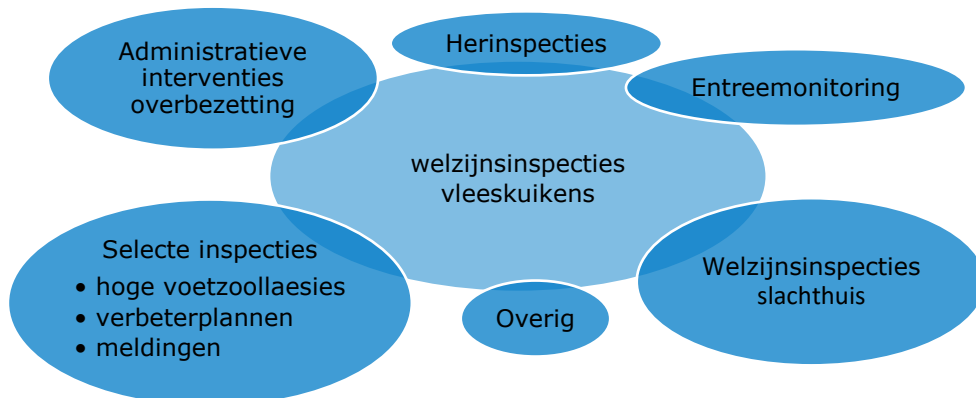 Administratieve
interventies
overbezetting
Herinspecties
Entreemonitoring
welzijnsinspecties
vleeskuikens
Selecte inspecties
• hoge voetzoollaesies
• verbeterplannen
• meldingen
Overig
Welzijnsinspecties
slachthuis